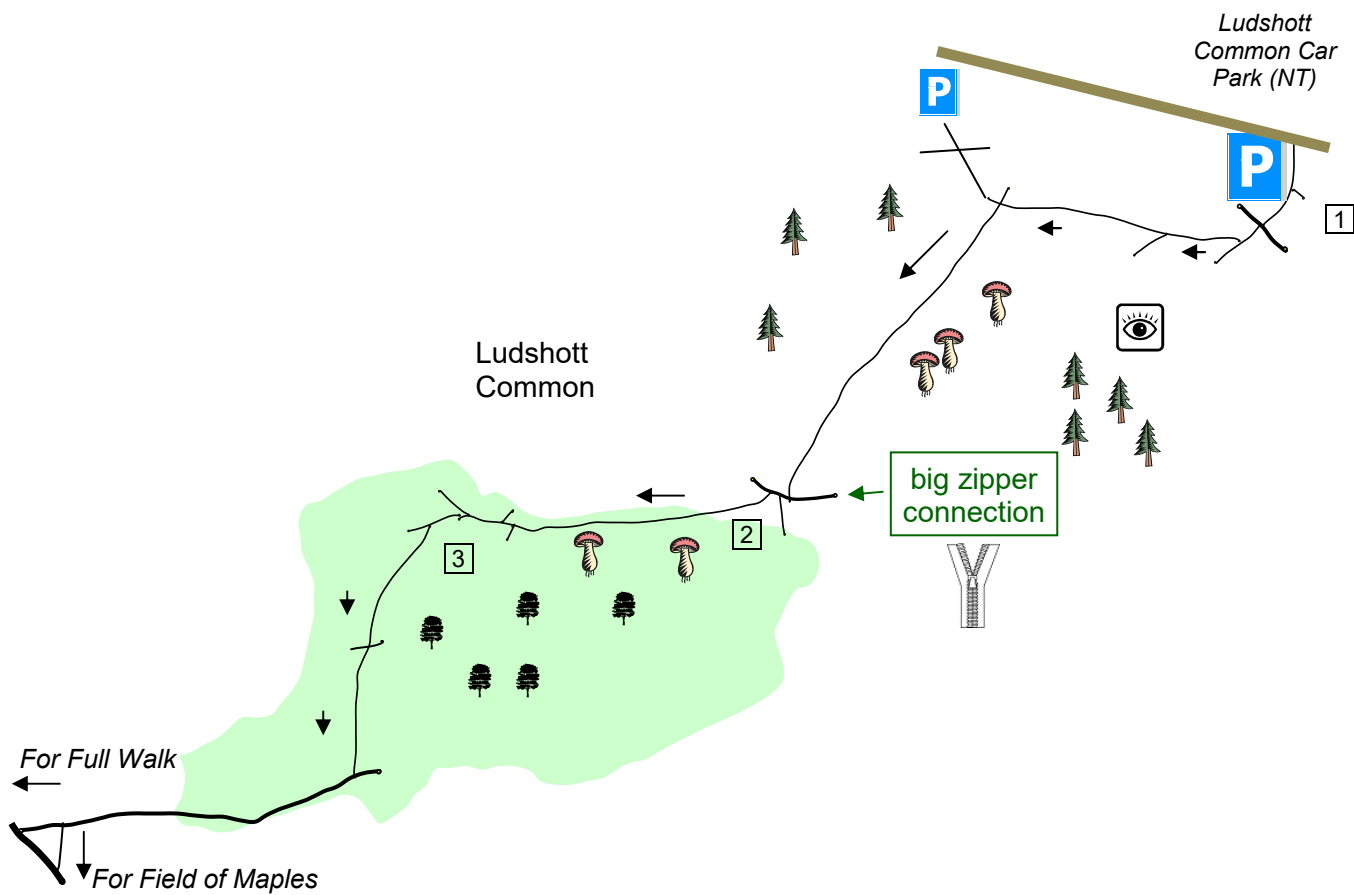 Ludshott
Common Car
Park (NT)
P
P
1
Ludshott
Common
big zipper
connection
2
3
For Full Walk
For Field of Maples